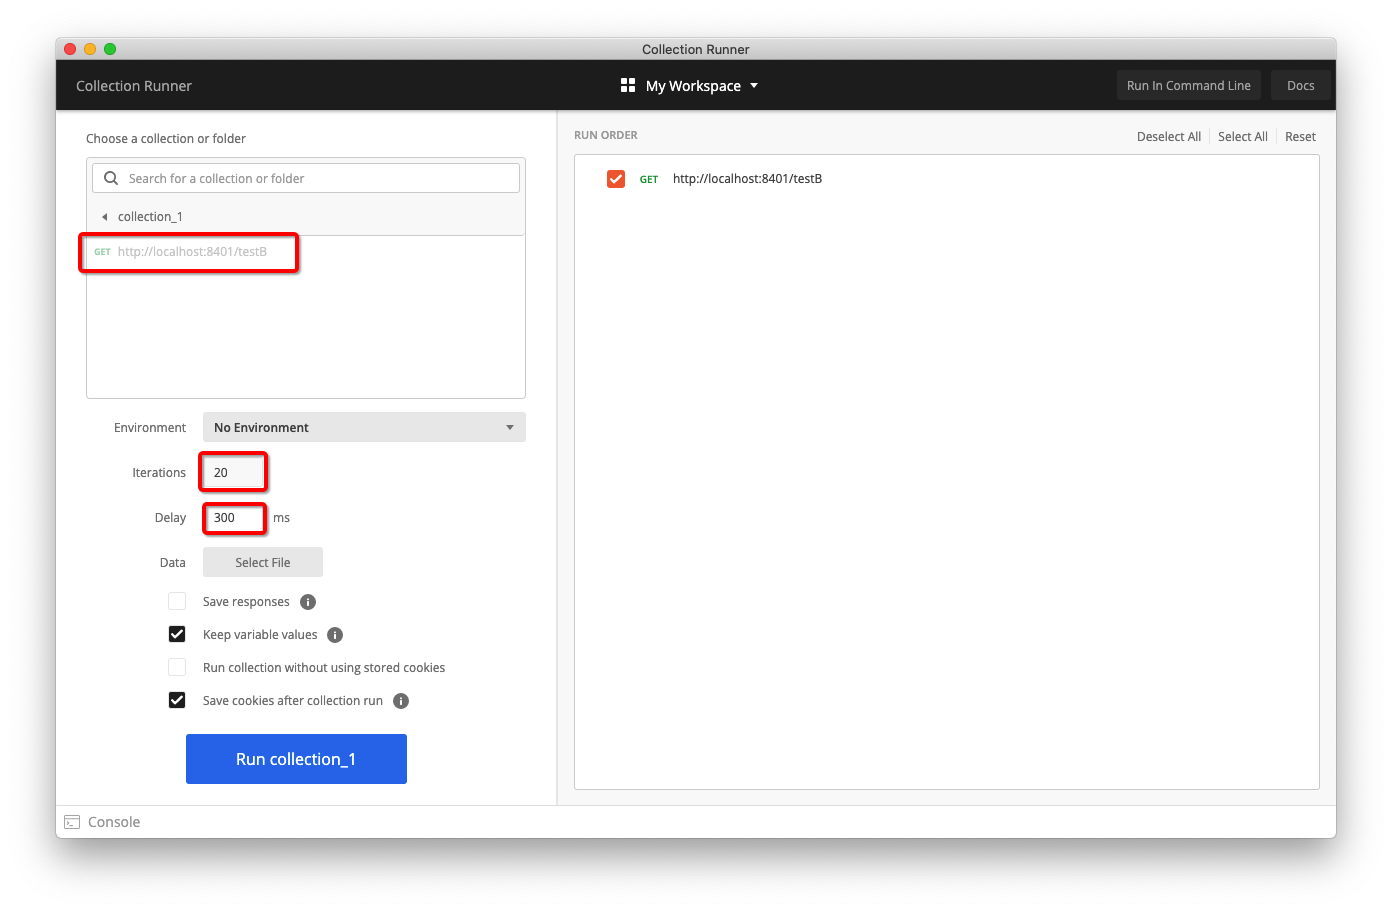 Collection Runner
Collection Runner
My Workspace
Run In Command Line
Docs
Choose a collection or folder
Search for a collection or folder
collection_1
GET http://localhost:8401/testB
Environment No Environment
Iterations 20
Delay 300 ms
Data Select File
Save responses
Keep variable values
Run collection without using stored cookies
Save cookies after collection run
Run collection_1
RUN ORDER
Deselect All Select All Reset
GET http://localhost:8401/testB
Console